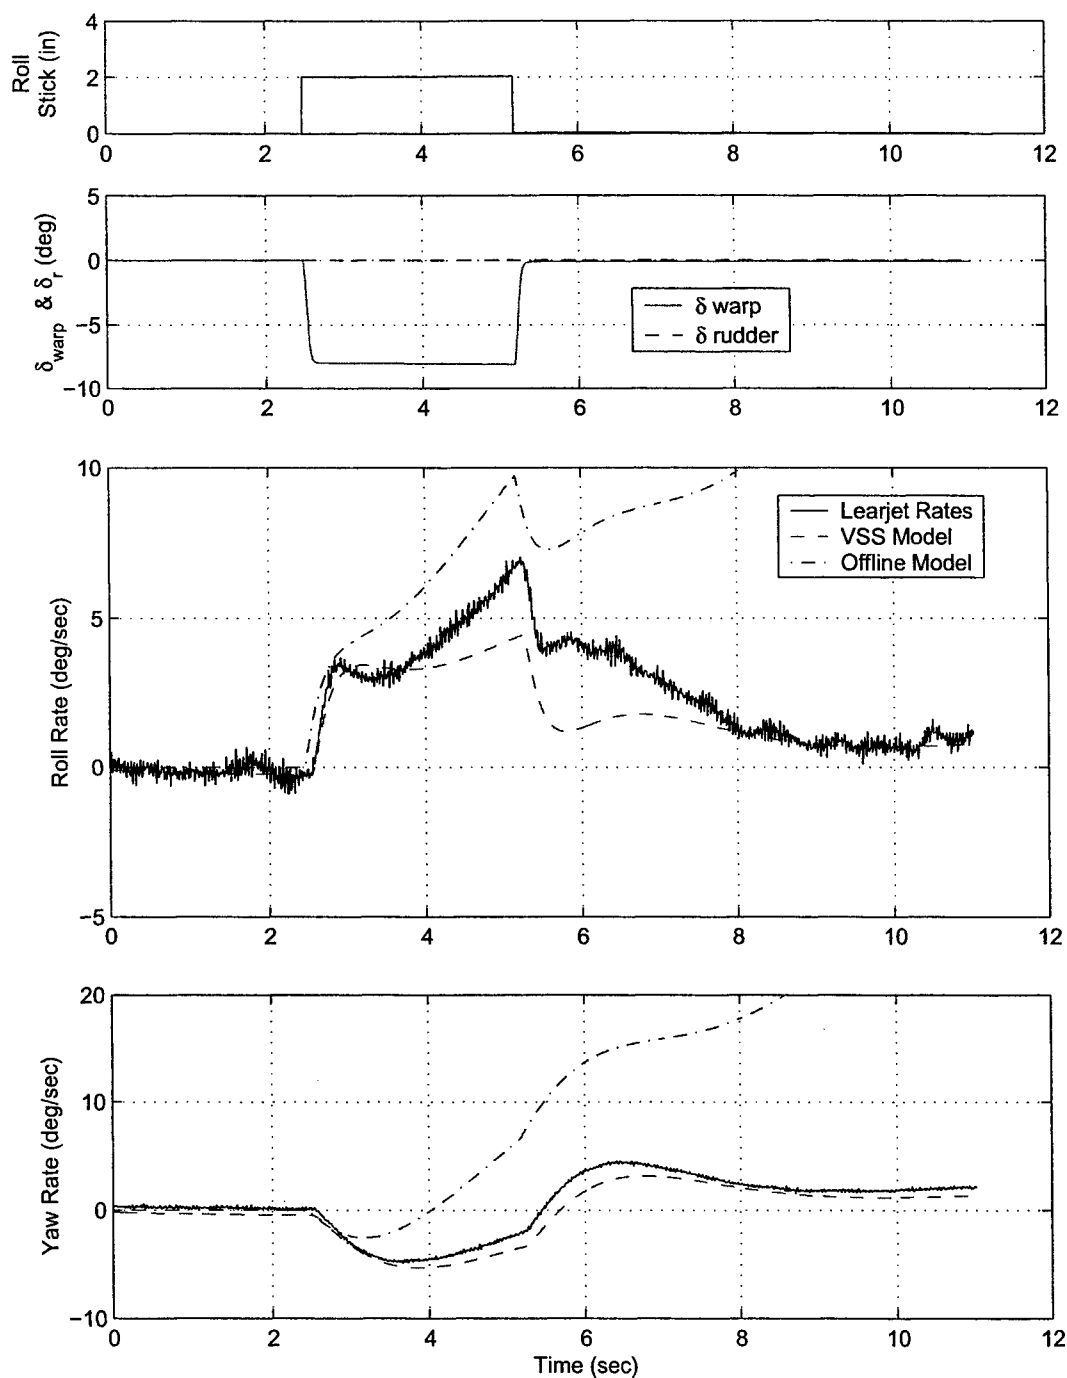 Roll
Stick (in)
4
2
0
0 2 4 6 8 10 12
δwarp & δr (deg)
5
0
−5
−10
δ warp
δ rudder
0 2 4 6 8 10 12
Roll Rate (deg/sec)
10
5
0
−5
Learjet Rates
VSS Model
Offline Model
0 2 4 6 8 10 12
Yaw Rate (deg/sec)
20
10
0
−10
0 2 4 6 8 10 12
Time (sec)